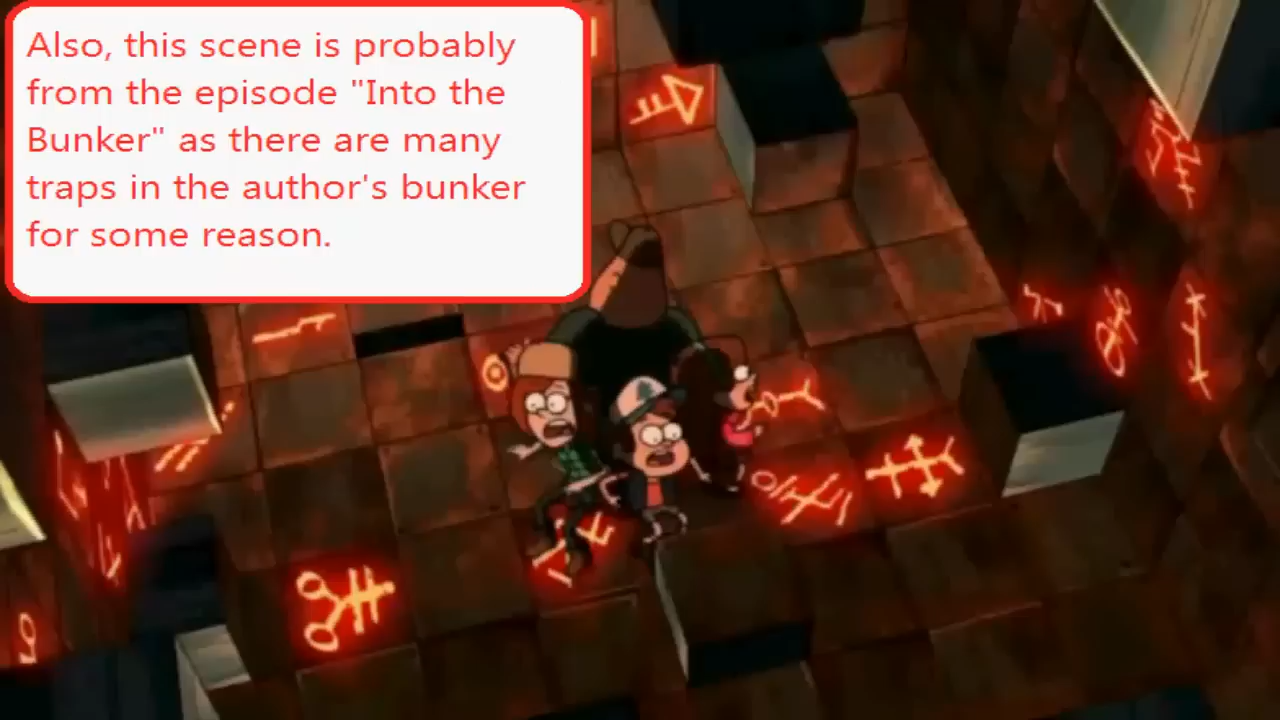 Also, this scene is probably
from the episode "Into the
Bunker" as there are many
traps in the author's bunker
for some reason.